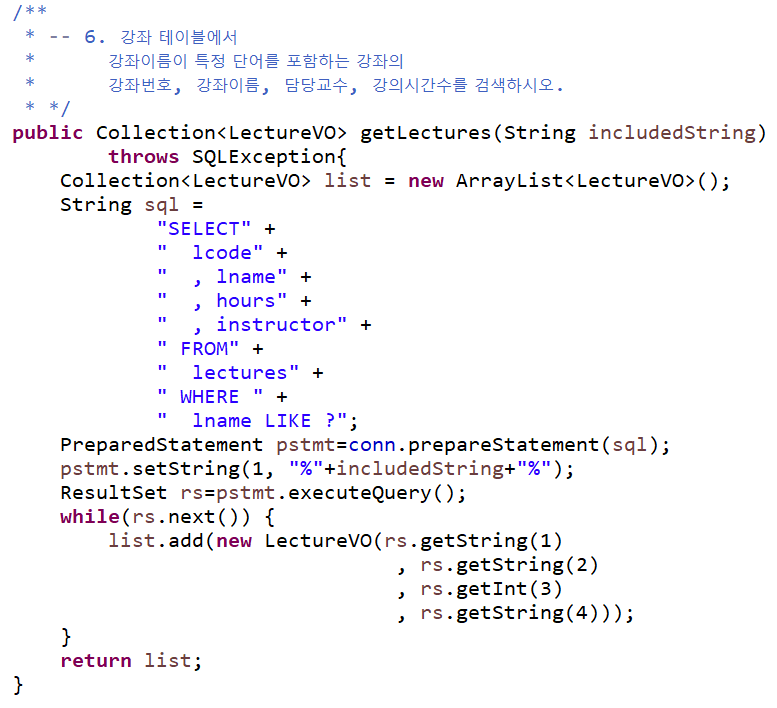 /**
 * -- 6. 강좌 테이블에서
 *      강좌이름이 특정 단어를 포함하는 강좌의
 *      강좌번호, 강좌이름, 담당교수, 강의시간수를 검색하시오.
 * */
public Collection<LectureVO> getLectures(String includedString)
        throws SQLException{
    Collection<LectureVO> list = new ArrayList<LectureVO>();
    String sql =
            "SELECT" +
            "  lcode" +
            "  , lname" +
            "  , hours" +
            "  , instructor" +
            " FROM" +
            "  lectures" +
            " WHERE " +
            "  lname LIKE ?";
    PreparedStatement pstmt=conn.prepareStatement(sql);
    pstmt.setString(1, "%"+includedString+"%");
    ResultSet rs=pstmt.executeQuery();
    while(rs.next()) {
        list.add(new LectureVO(rs.getString(1)
                                , rs.getString(2)
                                , rs.getInt(3)
                                , rs.getString(4)));
    }
    return list;
}